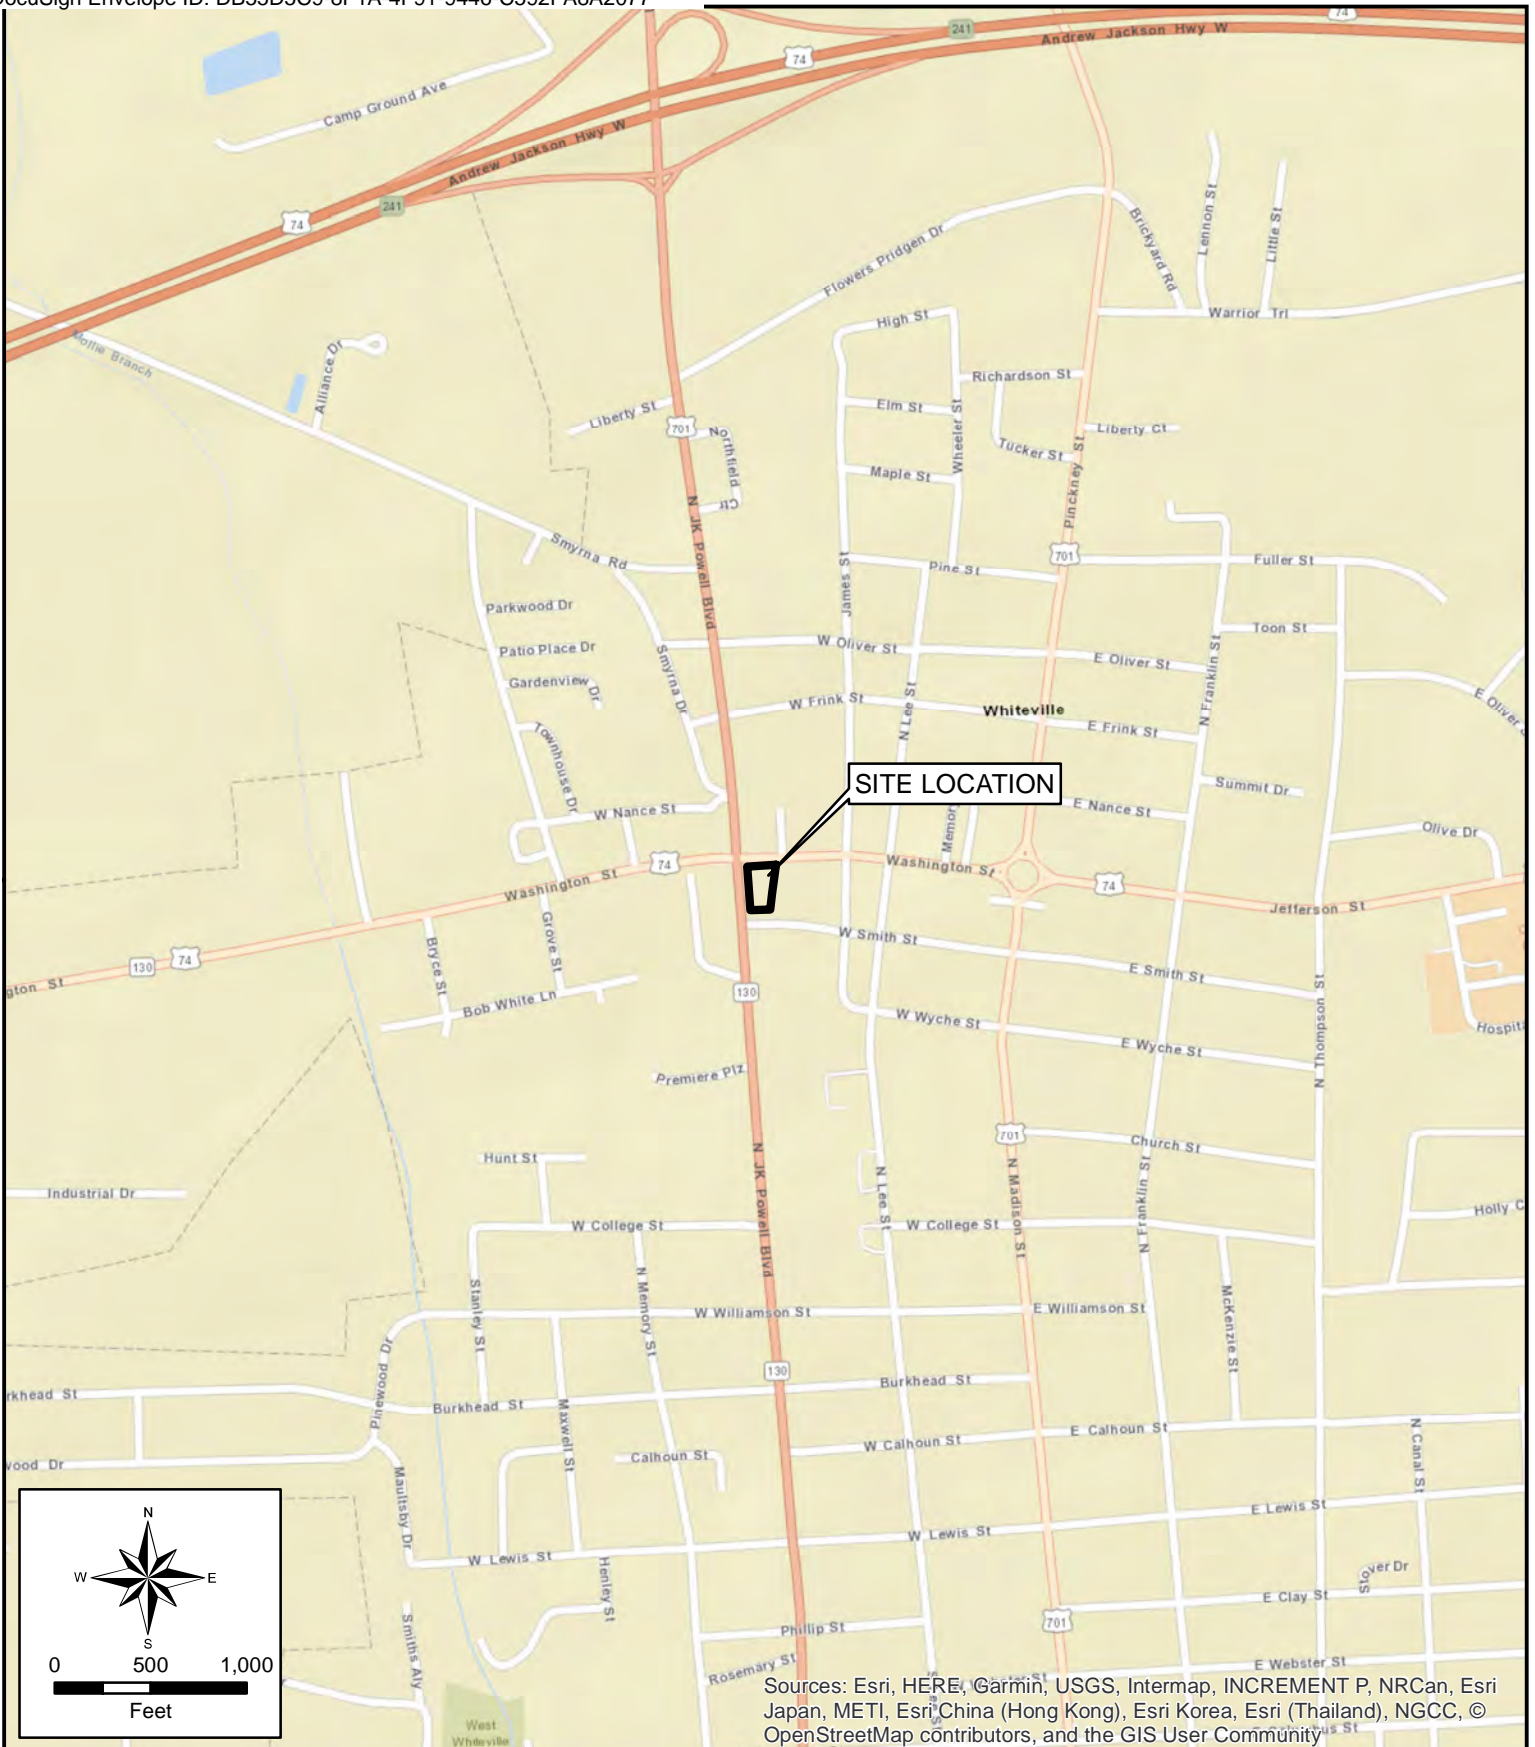 241
74
Andrew Jackson Hwy W
74
Camp Ground Ave
Andrew Jackson Hwy W
241
74
Lennon St
Little St
Brickyard Rd
Flowers Pridgen Dr
Warrior Trl
High St
Mollie Branch
Alliance Dr
Richardson St
Elm St
Wheeler St
Liberty St
701
Northfield Ctr
Liberty Ct
Tucker St
Maple St
Pinckney St
N JK Powell Blvd
Smyrna Rd
701
Fuller St
Pine St
James St
Parkwood Dr
Toon St
W Oliver St
Patio Place Dr
E Oliver St
Smyrna Dr
Gardenview Dr
N Franklin St
E Oliver
W Frink St
Whiteville
N Lee St
E Frink St
Townhouse Dr
SITE LOCATION
Summit Dr
W Nance St
E Nance St
Olive Dr
74
Washington St
Washington St
74
Jefferson St
Grove St
W Smith St
Bryce St
130
74
E Smith St
gton St
130
Bob White Ln
W Wyche St
N Thompson St
E Wyche St
Premiere Plz
701
Church St
N JK Powell Blvd
Hunt St
N Lee St
N Madison St
N Franklin St
Industrial Dr
Holly C
W College St
W College St
Stanley St
N Memory St
McKenzie St
W Williamson St
E Williamson St
Pinewood Dr
130
Burkhead St
rkhead St
Burkhead St
Maxwell St
E Calhoun St
N Canal St
W Calhoun St
Calhoun St
wood Dr
Maultsby Dr
E Lewis St
W Lewis St
W Lewis St
Henley St
Stover Dr
E Clay St
N
W E
S
Smiths Aly
701
Phillip St
0 500 1,000
Feet
Rosemary St
E Webster St
West
Whiteville
Sources: Esri, HERE, Garmin, USGS, Intermap, INCREMENT P, NRCan, Esri
Japan, METI, Esri China (Hong Kong), Esri Korea, Esri (Thailand), NGCC, ©
OpenStreetMap contributors, and the GIS User Community